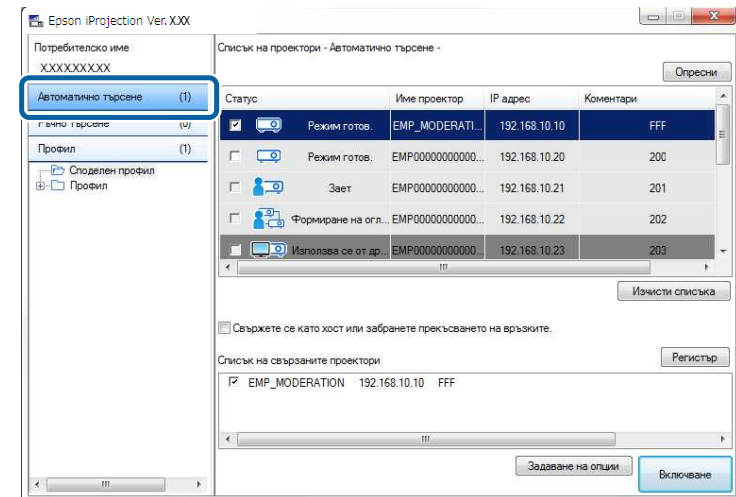 Epson iProjection Ver. X.XX
Потребителско име
XXXXXXXXX
Автоматично търсене (1)
Ръчно търсене (0)
Профил (1)
Споделен профил
Профил
Списък на проектори - Автоматично търсене -
Опресни
Статус Име проектор IP адрес Коментари
Режим готов. EMP_MODERATI... 192.168.10.10 FFF
Режим готов. EMP00000000000... 192.168.10.20 200
Зает EMP00000000000... 192.168.10.21 201
Формиране на огл... EMP00000000000... 192.168.10.22 202
Използва се от др... EMP00000000000... 192.168.10.23 203
Изчисти списъка
Свържете се като хост или забранете прекъсването на връзките.
Списък на свързаните проектори
Регистър
EMP_MODERATION 192.168.10.10 FFF
Задаване на опции
Включване